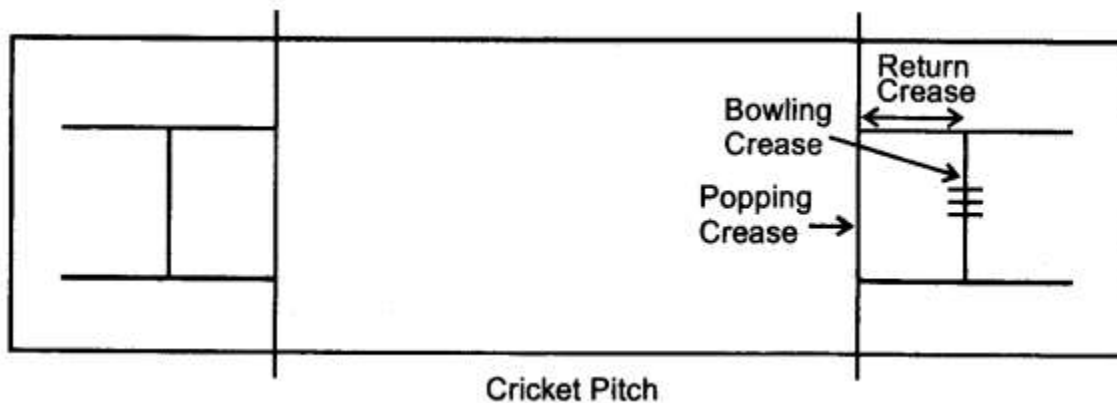 Return
Crease
Bowling
Crease
Popping
Crease
Cricket Pitch